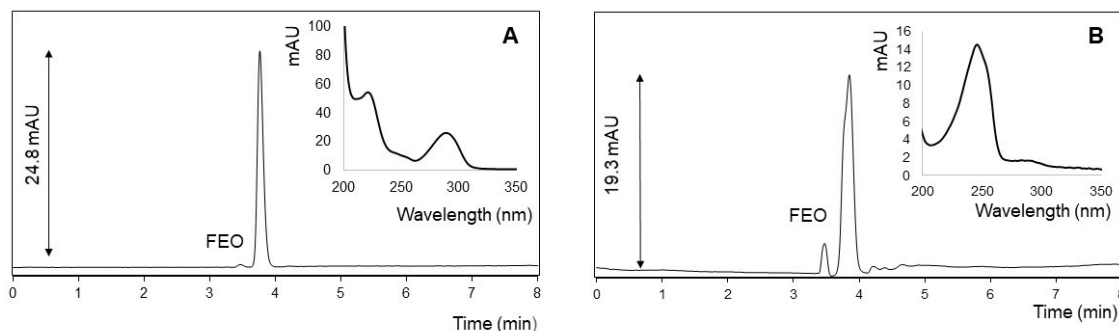 A
mAU
100
80
60
40
20
0
200 250 300 350
Wavelength (nm)
24.8 mAU
FEO
0 1 2 3 4 5 6 7 8
Time (min)
B
mAU
16
14
12
10
8
6
4
2
0
200 250 300 350
Wavelength (nm)
19.3 mAU
FEO
0 1 2 3 4 5 6 7 8
Time (min)